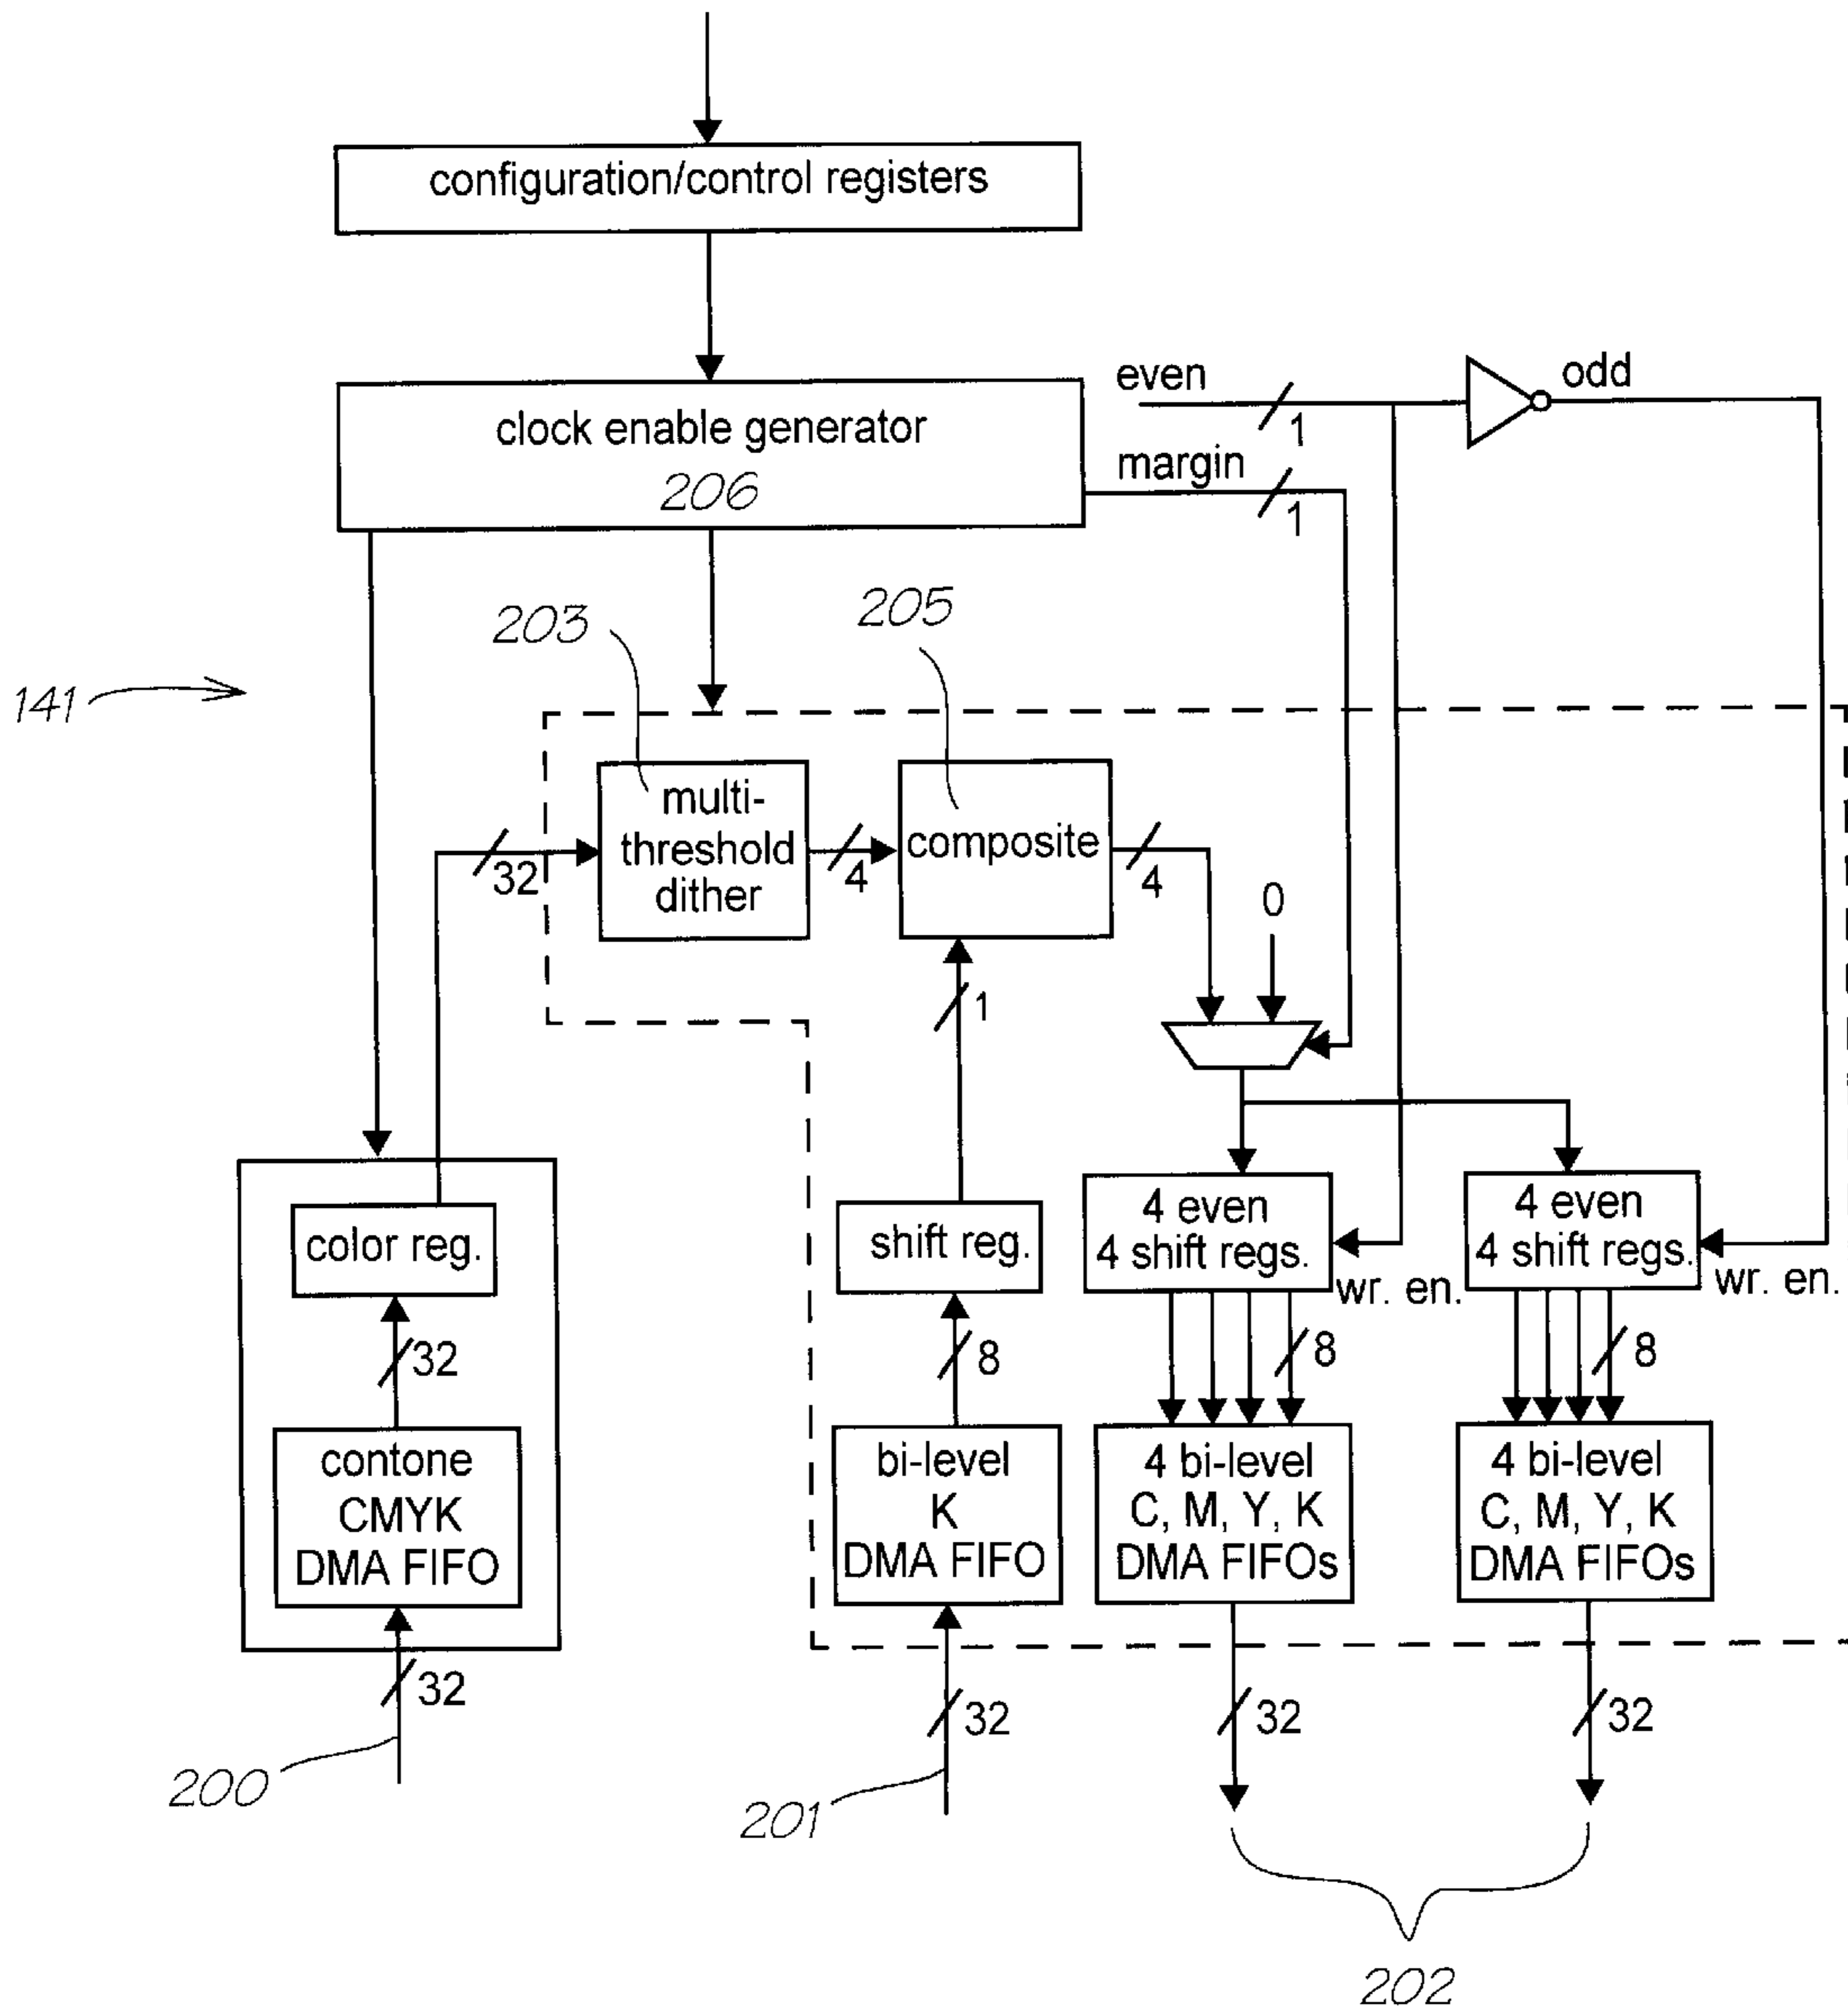 configuration/control registers
even
odd
1
clock enable generator
206
margin
1
203
205
141
multi-
threshold
dither
32
4
composite
4
0
1
color reg.
shift reg.
4 even
4 shift regs.
wr. en.
4 even
4 shift regs.
wr. en.
32
8
8
8
contone
CMYK
DMA FIFO
bi-level
K
DMA FIFO
4 bi-level
C, M, Y, K
DMA FIFOs
4 bi-level
C, M, Y, K
DMA FIFOs
32
32
32
32
200
201
202